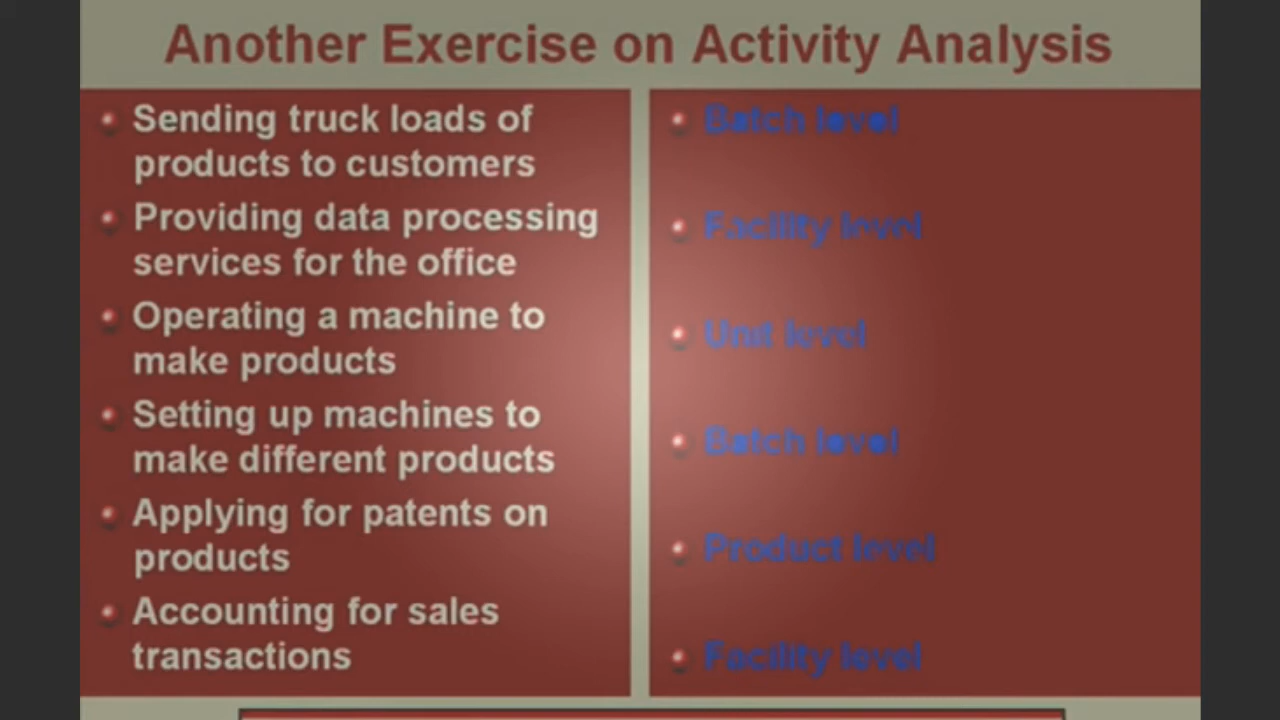 Another Exercise on Activity Analysis
Sending truck loads of
products to customers
Providing data processing
services for the office
Operating a machine to
make products
Setting up machines to
make different products
Applying for patents on
products
Accounting for sales
transactions
Batch level
Facility level
Unit level
Batch level
Product level
Facility level